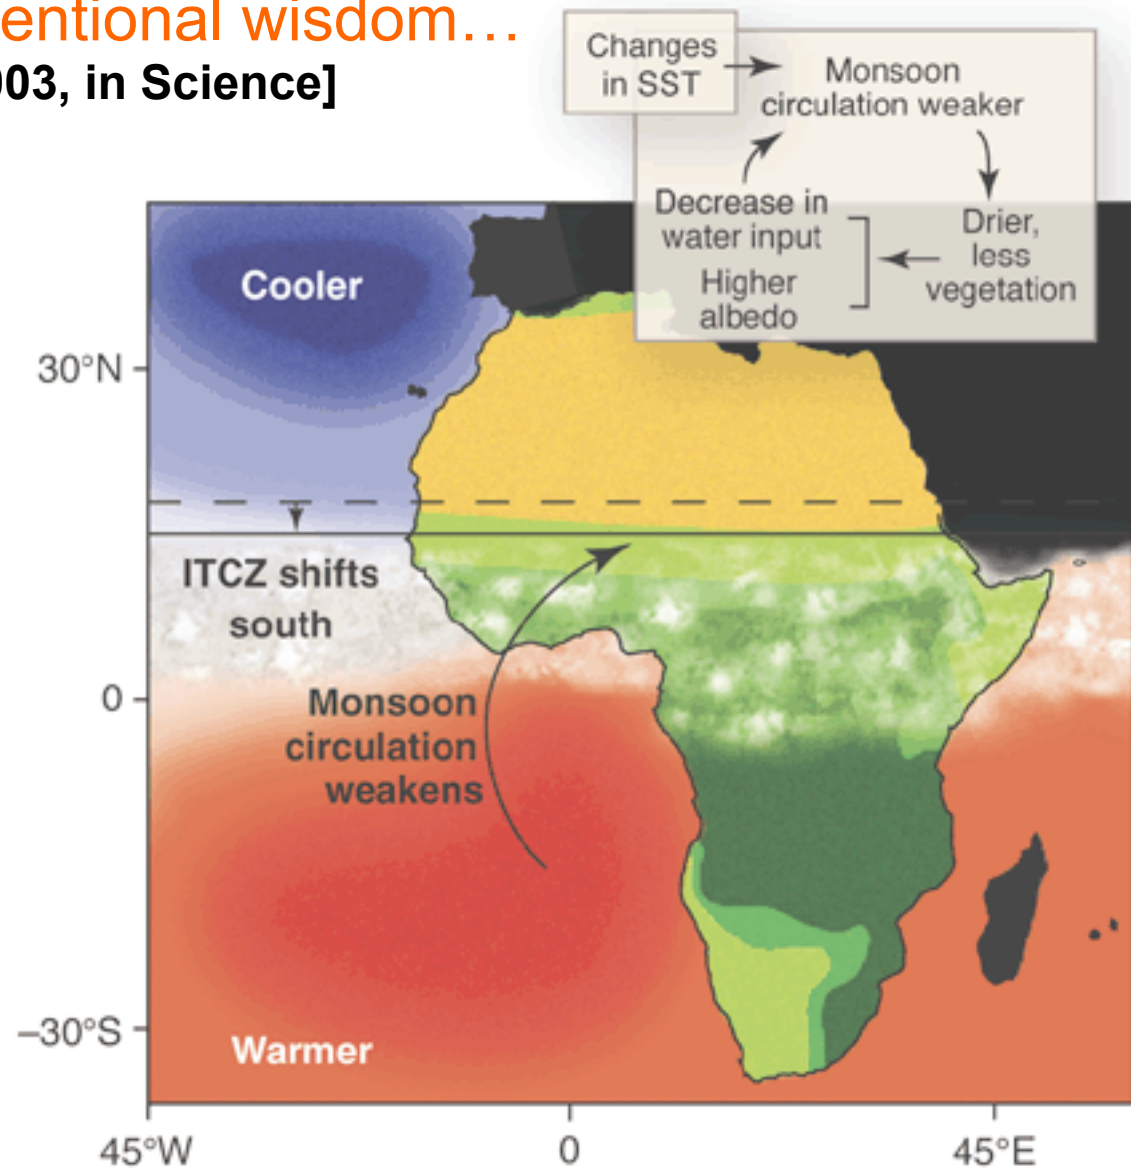 entional wisdom…
003, in Science]
Changes
in SST
Monsoon
circulation weaker
Decrease in
water input
Higher
albedo
Drier,
less
vegetation
Cooler
30°N
ITCZ shifts
south
0
Monsoon
circulation
weakens
–30°S
Warmer
45°W
0
45°E